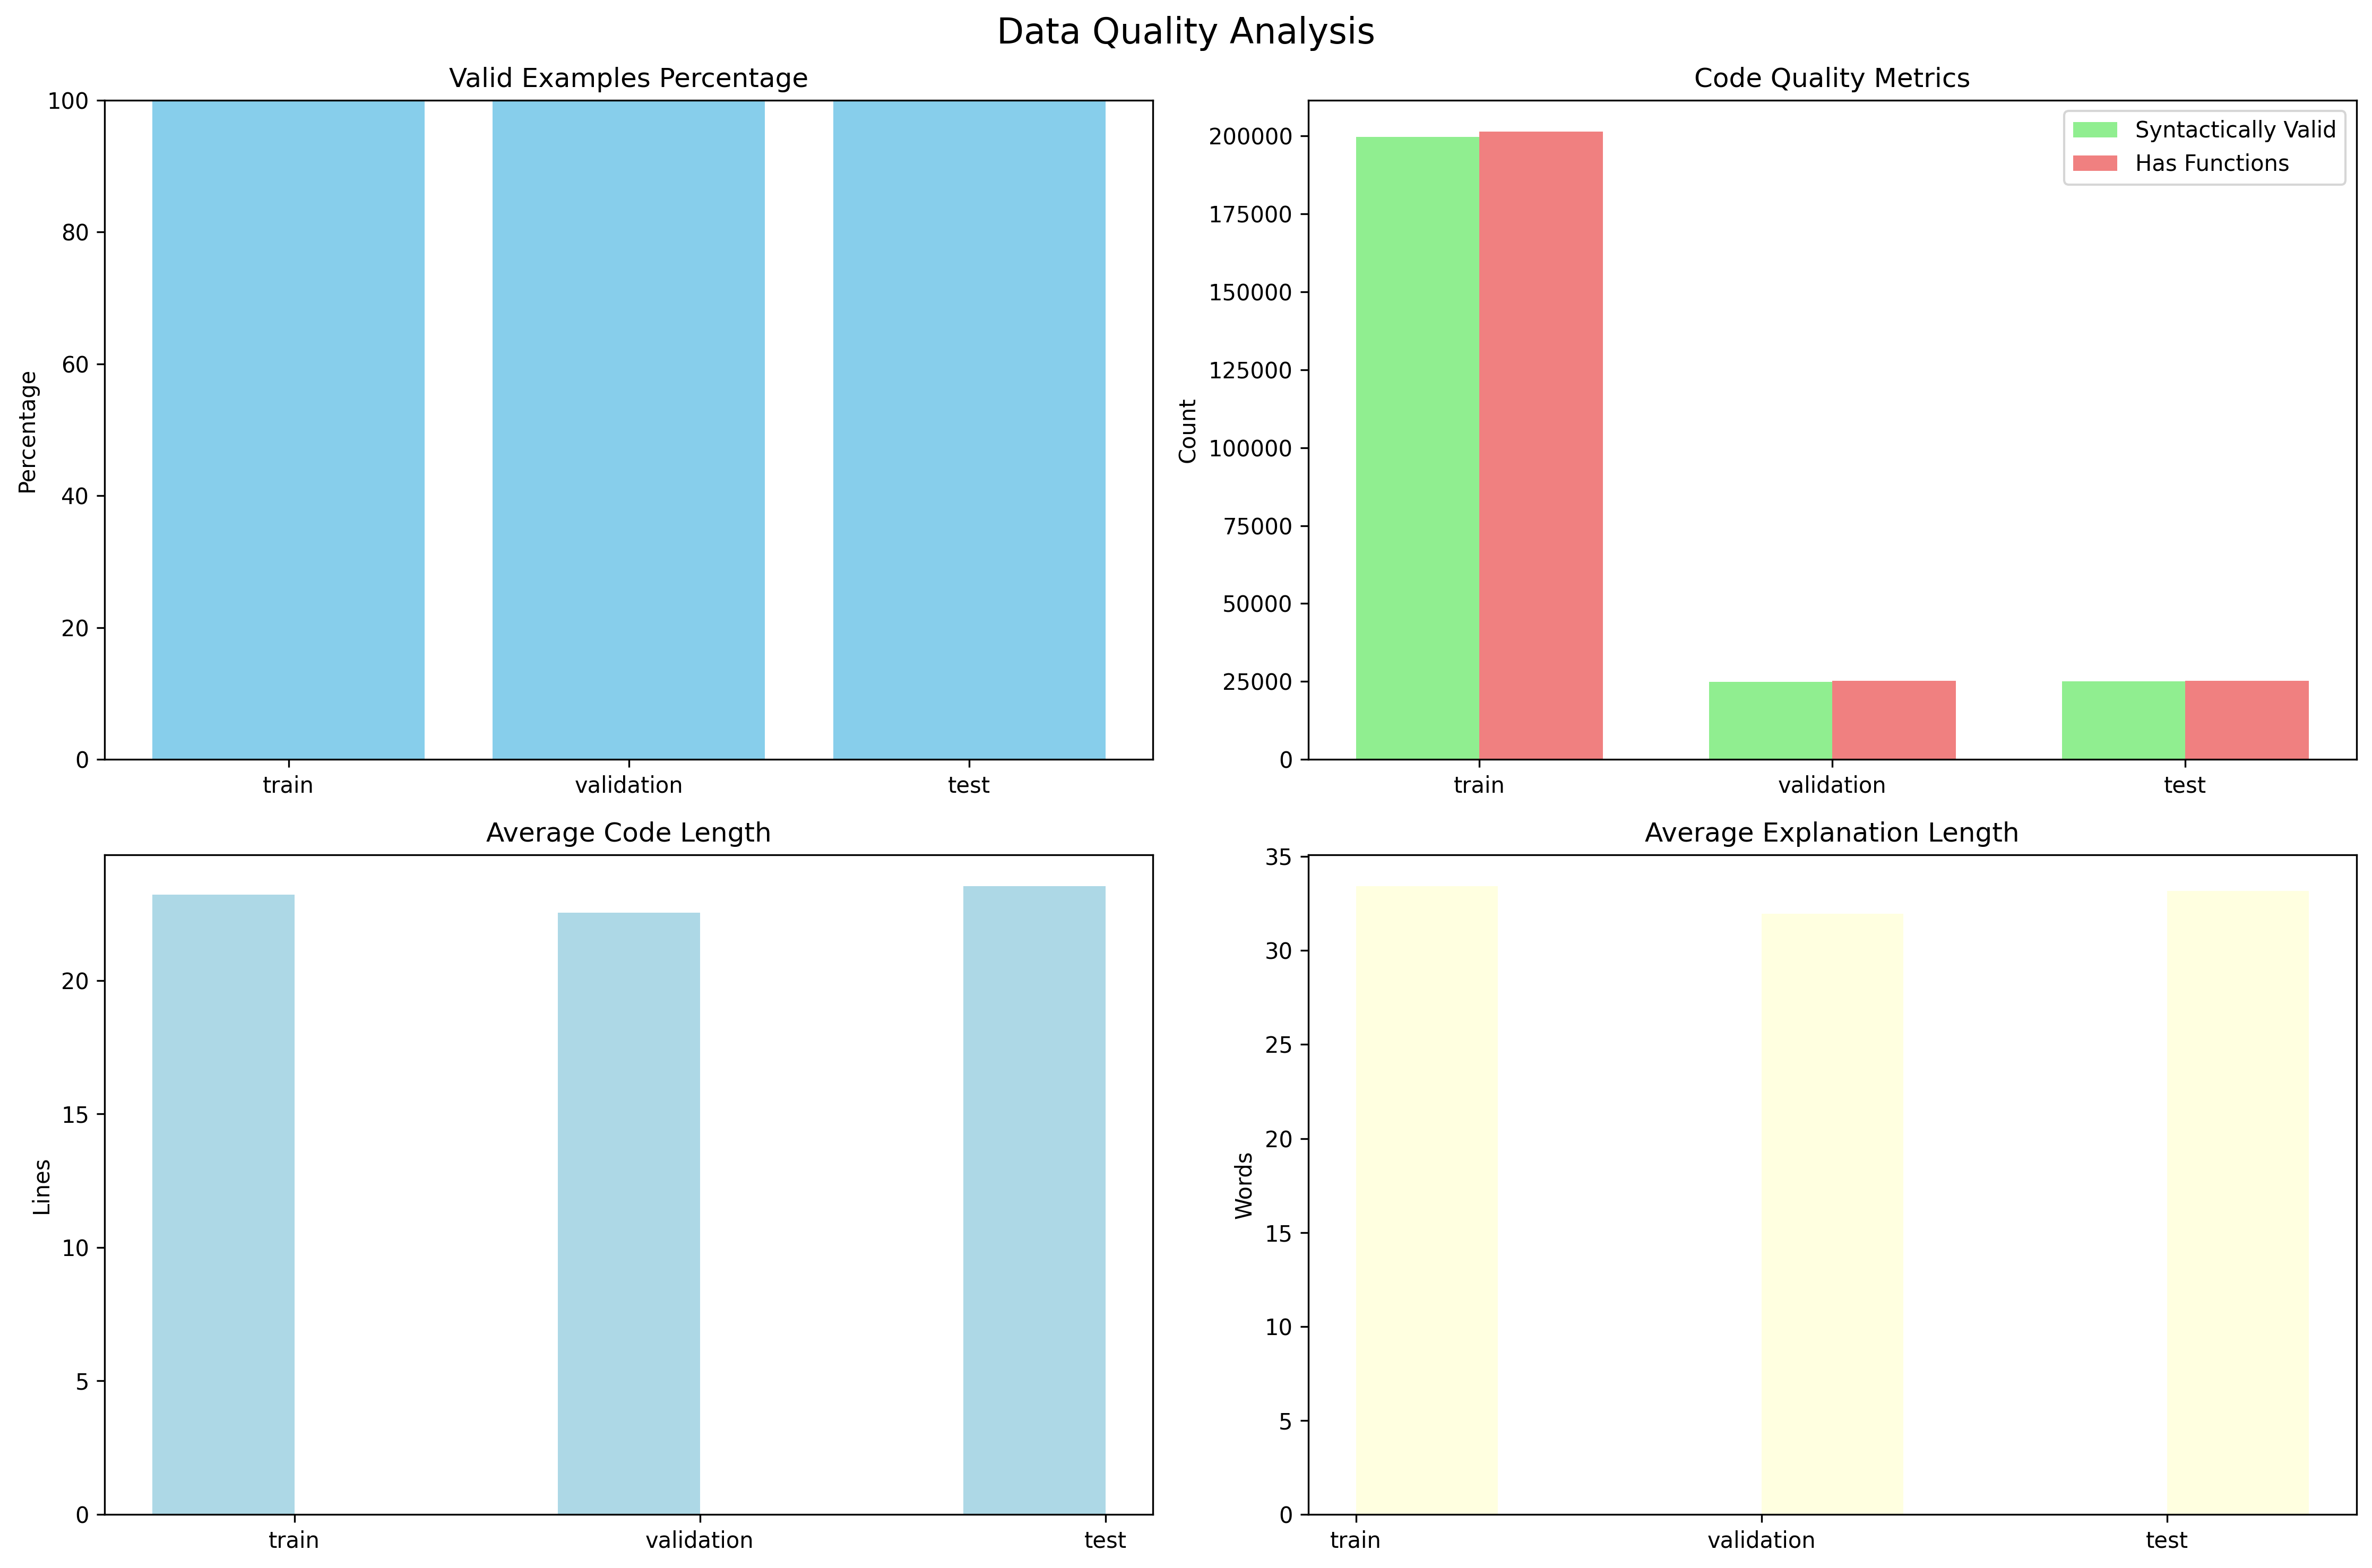 Data Quality Analysis
Valid Examples Percentage
Percentage
100
80
60
40
20
0
train validation test
Code Quality Metrics
Syntactically Valid
Has Functions
Count
200000
175000
150000
125000
100000
75000
50000
25000
0
train validation test
Average Code Length
Lines
20
15
10
5
0
train validation test
Average Explanation Length
Words
35
30
25
20
15
10
5
0
train validation test